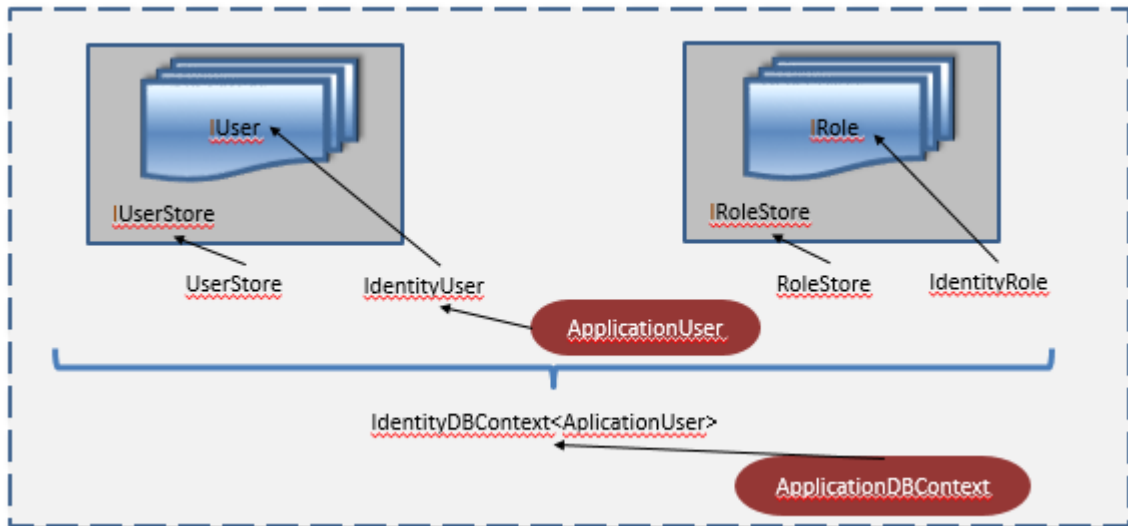 IUser
IRole
IUserStore
IRoleStore
UserStore
IdentityUser
RoleStore
IdentityRole
ApplicationUser
IdentityDBContext<AplicationUser>
ApplicationDBContext